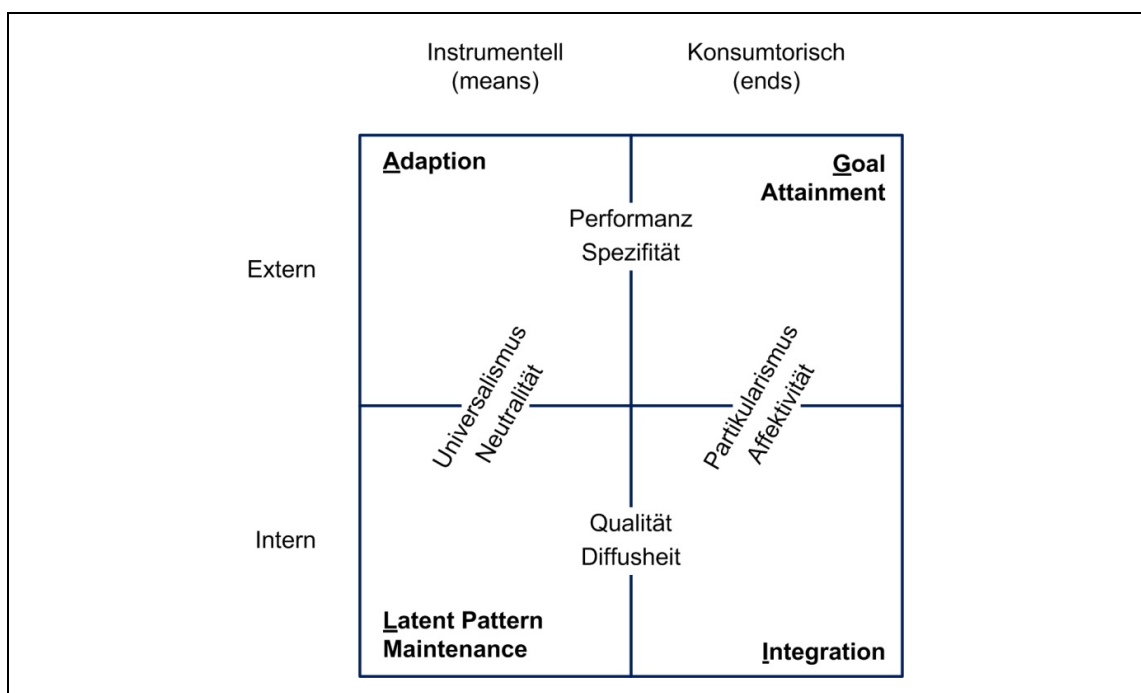 Instrumentell
(means)
Konsumtorisch
(ends)
Adaption
Goal
Attainment
Performanz
Spezifität
Extern
Universalismus
Neutralität
Partikularismus
Affektivität
Qualität
Diffusheit
Intern
Latent Pattern
Maintenance
Integration